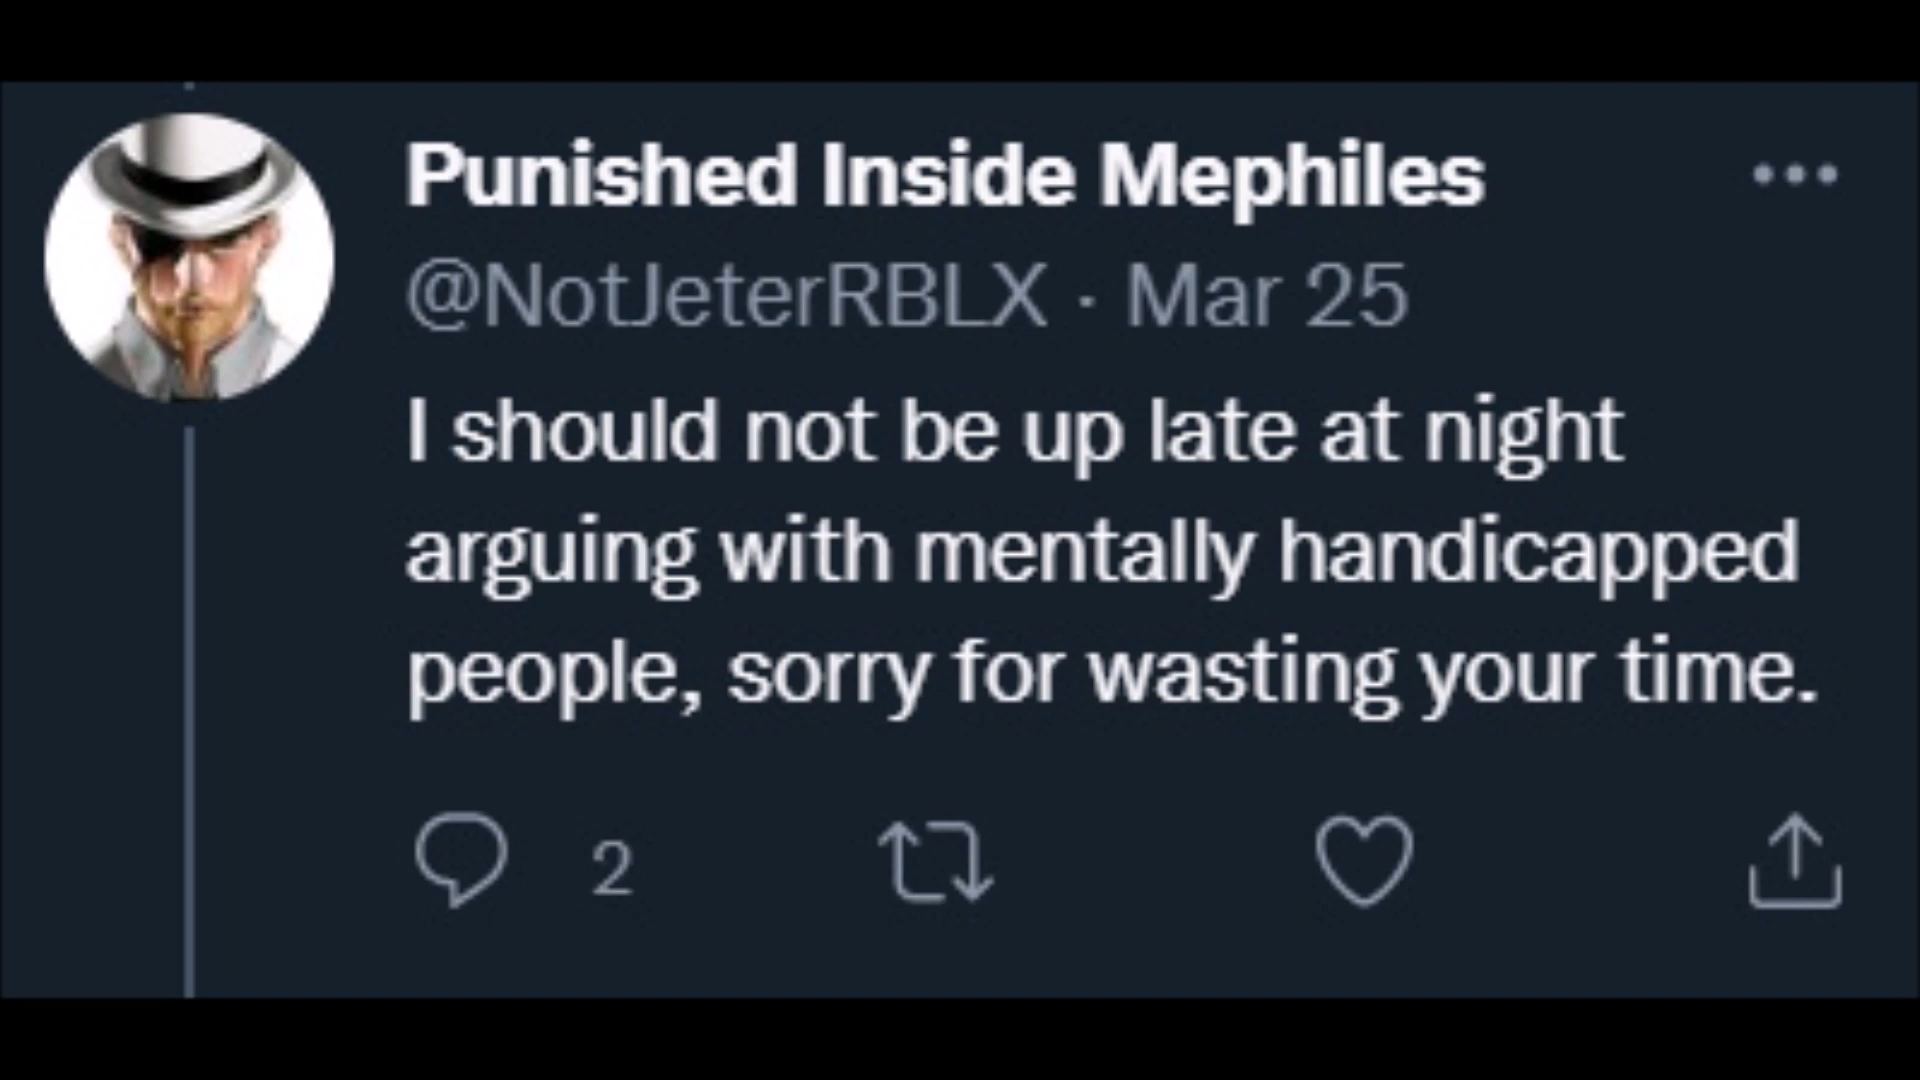 Punished Inside Mephiles
@NotJeterRBLX · Mar 25
I should not be up late at night
arguing with mentally handicapped
people, sorry for wasting your time.
2